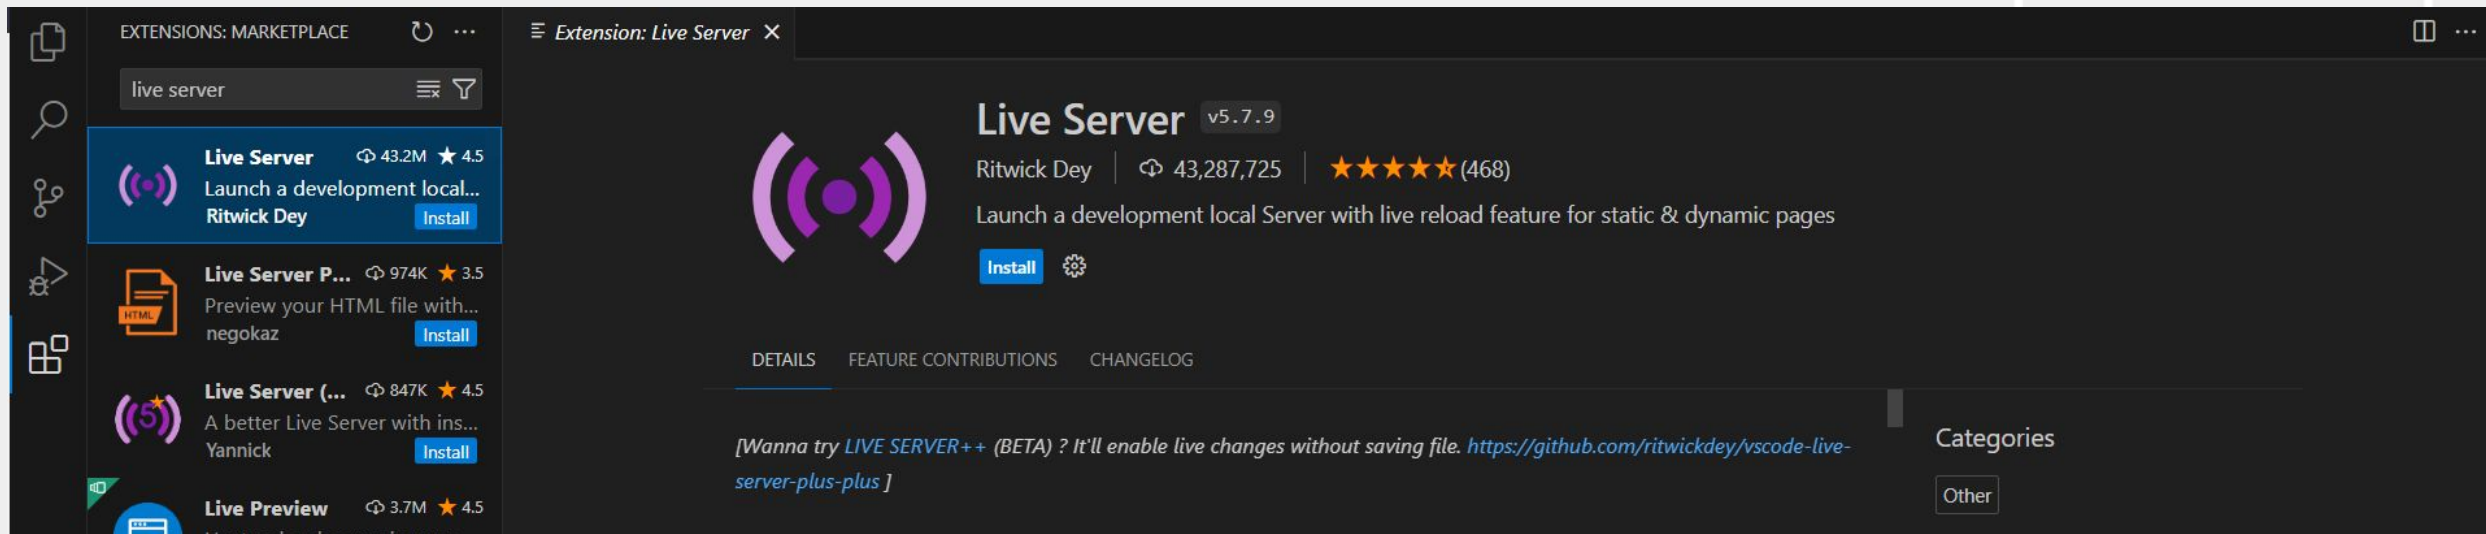 EXTENSIONS: MARKETPLACE
live server
Live Server 43.2M ★ 4.5
Launch a development local...
Ritwick Dey Install
HTML
Live Server P... 974K ★ 3.5
Preview your HTML file with...
negokaz Install
5
Live Server (... 847K ★ 4.5
A better Live Server with ins...
Yannick Install
Live Preview 3.7M ★ 4.5
Extension: Live Server
Live Server v5.7.9
Ritwick Dey 43,287,725 (468)
Launch a development local Server with live reload feature for static & dynamic pages
Install
DETAILS FEATURE CONTRIBUTIONS CHANGELOG
[Wanna try LIVE SERVER++ (BETA) ? It'll enable live changes without saving file. https://github.com/ritwickdey/vscode-live-
server-plus-plus ]
Categories
Other